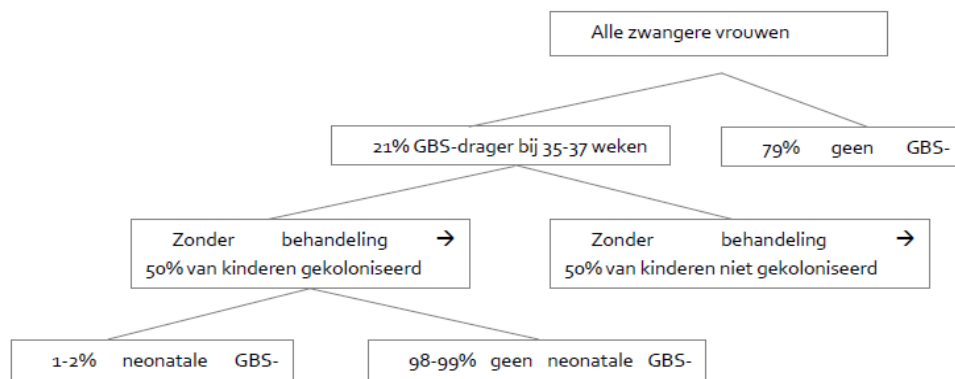 Alle zwangere vrouwen
21% GBS-drager bij 35-37 weken
79% geen GBS-
Zonder behandeling →
50% van kinderen gekoloniseerd
Zonder behandeling →
50% van kinderen niet gekoloniseerd
1-2% neonatale GBS-
98-99% geen neonatale GBS-